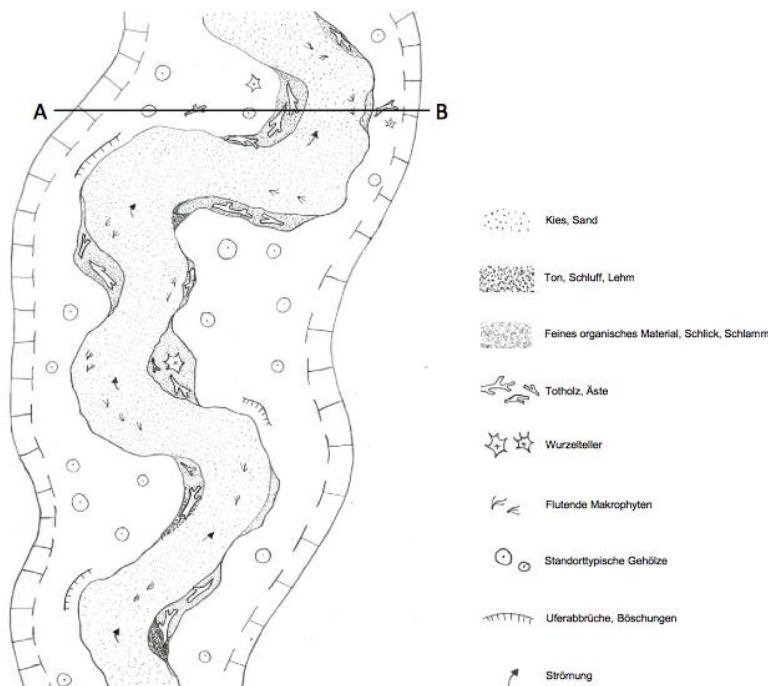 A
B
Kies, Sand
Ton, Schluff, Lehm
Feines organisches Material, Schlick, Schlamm
Totholz, Äste
Wurzelteller
Flutende Makrophyten
Standorttypische Gehölze
Uferabbrüche, Böschungen
Strömung